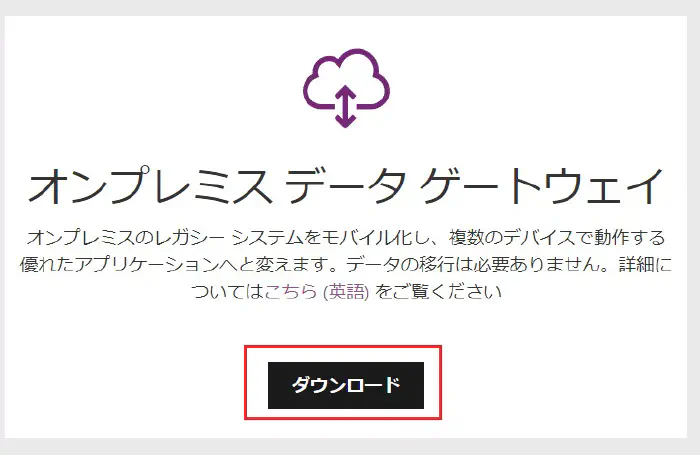 オンプレミス データ ゲートウェイ
オンプレミスのレガシー システムをモバイル化し、複数のデバイスで動作する
優れたアプリケーションへと変えます。データの移行は必要ありません。詳細に
ついてはこちら (英語) をご覧ください
ダウンロード